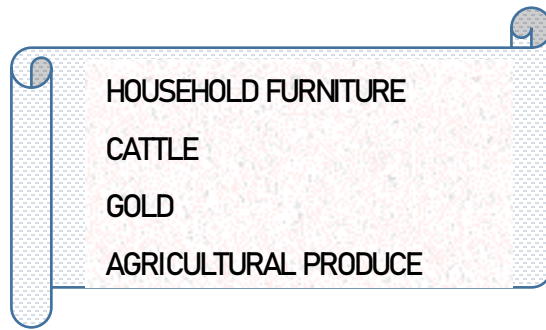 HOUSEHOLD FURNITURE
CATTLE
GOLD
AGRICULTURAL PRODUCE